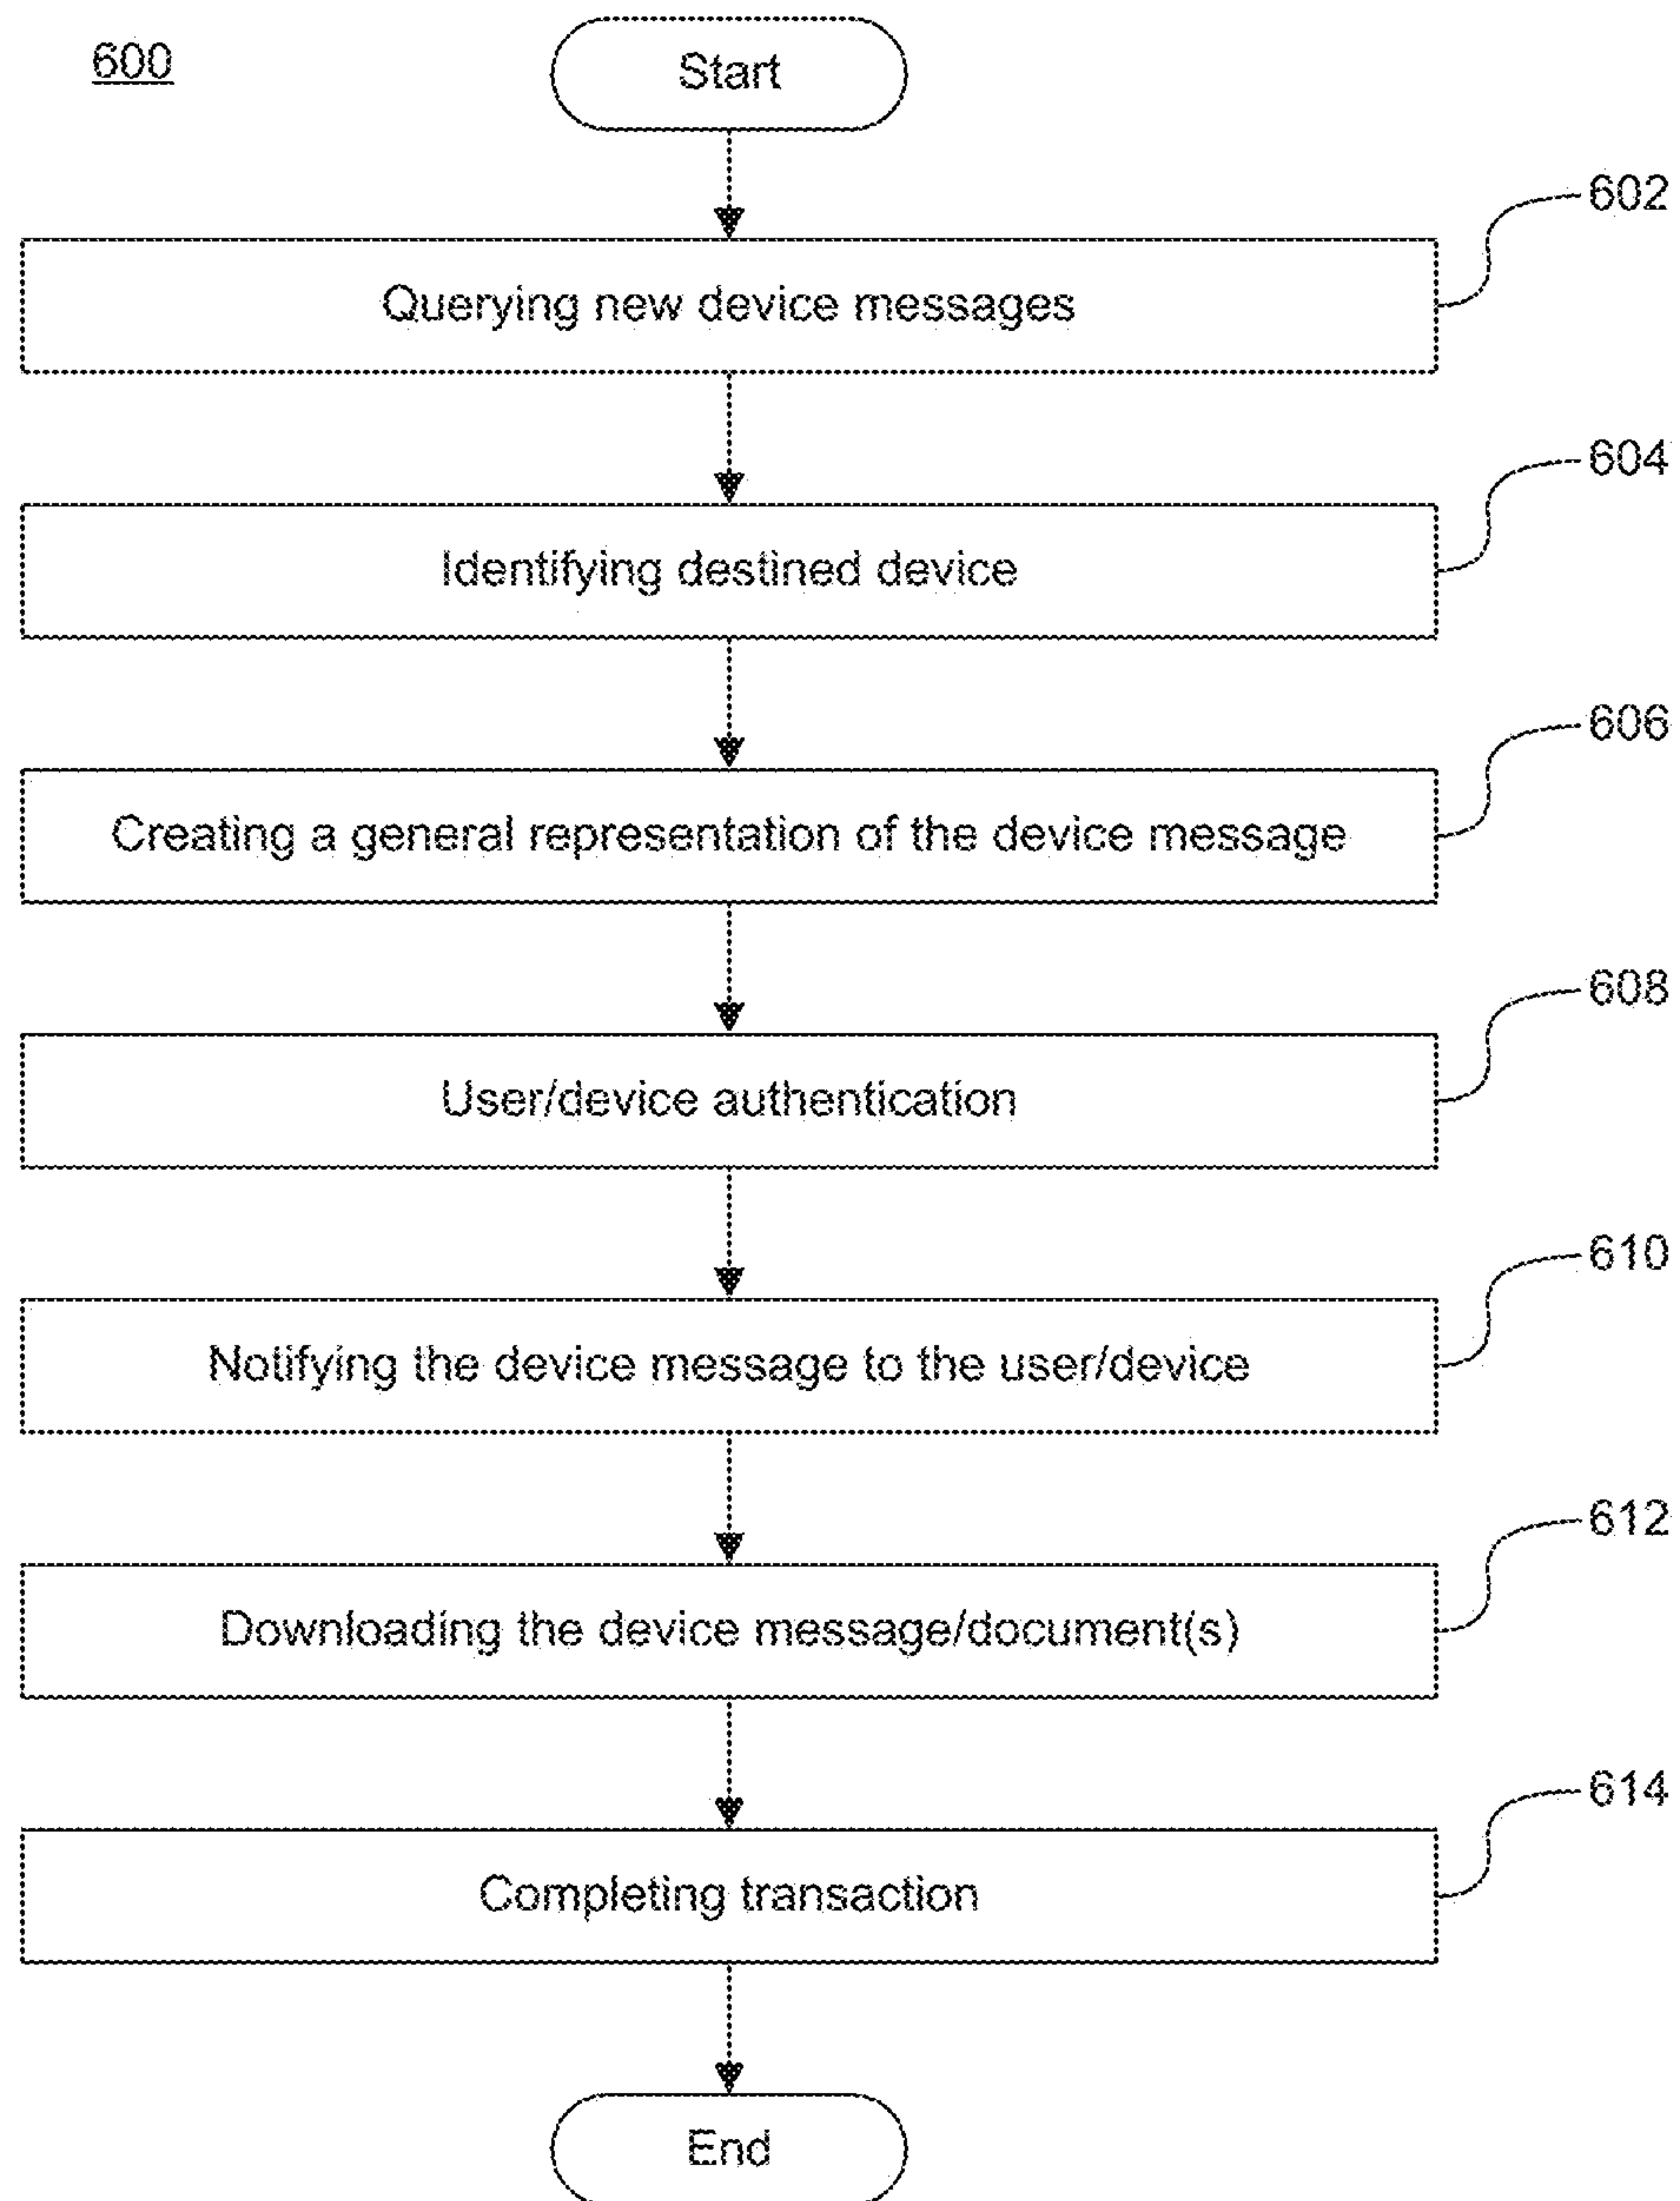 600
Start
602
Querying new device messages
604
Identifying destined device
606
Creating a general representation of the device message
608
User/device authentication
610
Notifying the device message to the user/device
612
Downloading the device message/document(s)
614
Completing transaction
End